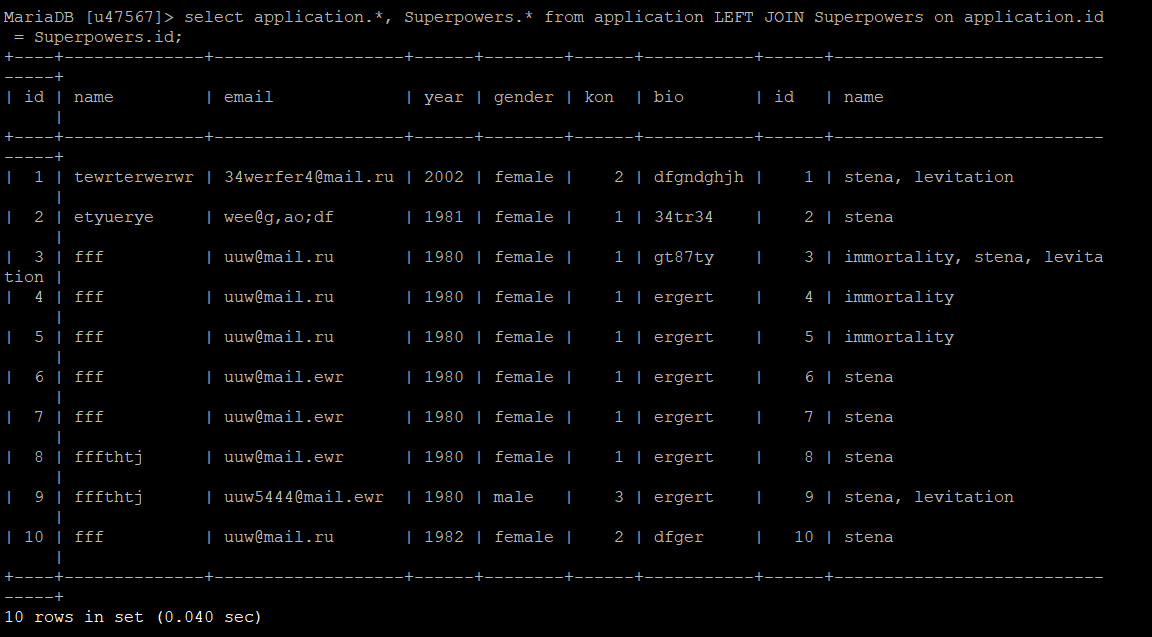 MariaDB [u47567]> select application.*, Superpowers.* from application LEFT JOIN Superpowers on application.id
 = Superpowers.id;
+----+--------------+-------------------+------+--------+------+-----------+------+---------------------------
-----+
| id | name         | email             | year | gender | kon  | bio       | id   | name
     |
+----+--------------+-------------------+------+--------+------+-----------+------+---------------------------
-----+
|  1 | tewrterwerwr | 34werfer4@mail.ru | 2002 | female |    2 | dfgndghjh |    1 | stena, levitation
     |
|  2 | etyuerye     | wee@g,ao;df       | 1981 | female |    1 | 34tr34    |    2 | stena
     |
|  3 | fff          | uuw@mail.ru       | 1980 | female |    1 | gt87ty    |    3 | immortality, stena, levita
tion |
|  4 | fff          | uuw@mail.ru       | 1980 | female |    1 | ergert    |    4 | immortality
     |
|  5 | fff          | uuw@mail.ru       | 1980 | female |    1 | ergert    |    5 | immortality
     |
|  6 | fff          | uuw@mail.ewr      | 1980 | female |    1 | ergert    |    6 | stena
     |
|  7 | fff          | uuw@mail.ewr      | 1980 | female |    1 | ergert    |    7 | stena
     |
|  8 | fffthtj      | uuw@mail.ewr      | 1980 | female |    1 | ergert    |    8 | stena
     |
|  9 | fffthtj      | uuw5444@mail.ewr  | 1980 | male   |    3 | ergert    |    9 | stena, levitation
     |
| 10 | fff          | uuw@mail.ru       | 1982 | female |    2 | dfger     |   10 | stena
     |
+----+--------------+-------------------+------+--------+------+-----------+------+---------------------------
-----+
10 rows in set (0.040 sec)